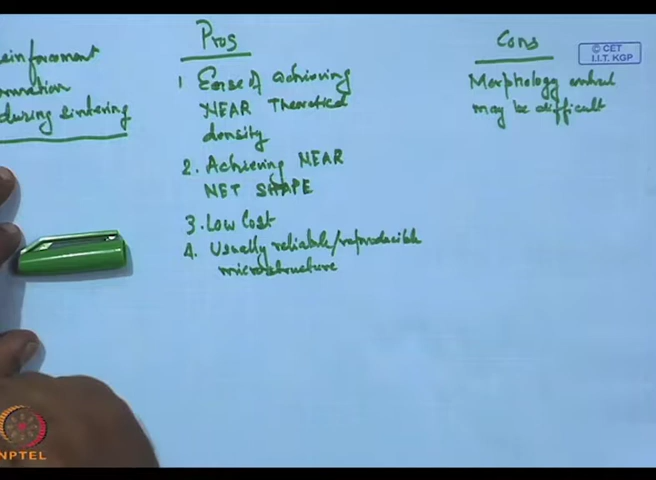 einforcement
rmation
during sintering
Pros
1 Ease of achieving
NEAR Theoretical
density
2. Achieving NEAR
NET SHAPE
3. Low Cost
4. Usually reliable/reproducible
microstructure
Cons
Morphology control
may be difficult
© CET
I.I.T. KGP
NPTEL